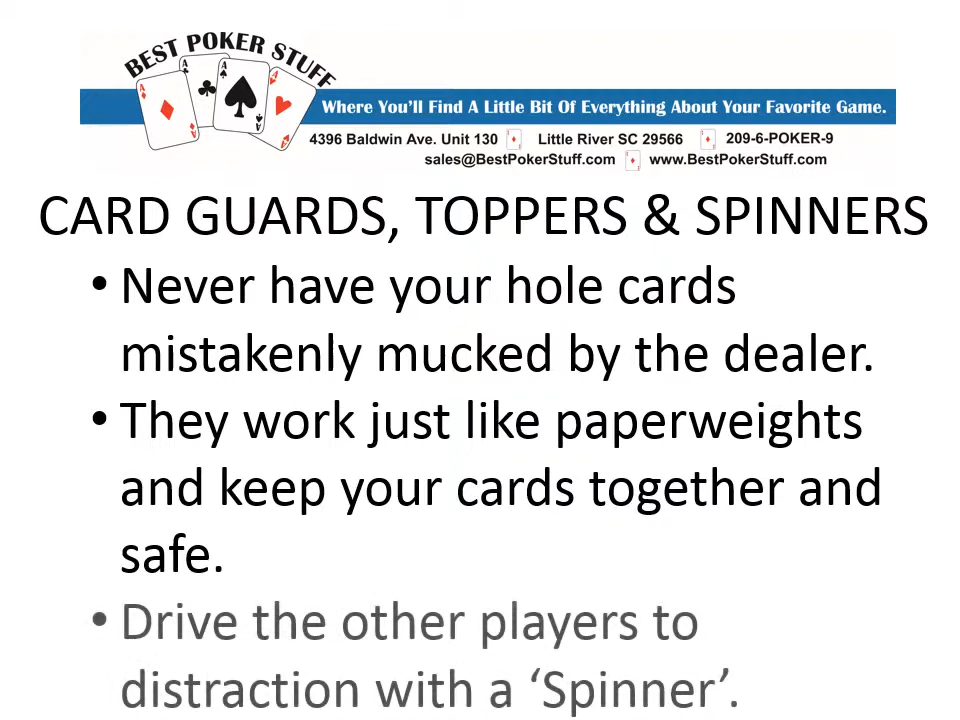 BEST POKER STUFF
Where You'll Find A Little Bit Of Everything About Your Favorite Game.
4396 Baldwin Ave. Unit 130 Little River SC 29566 209-6-POKER-9
sales@BestPokerStuff.com www.BestPokerStuff.com
CARD GUARDS, TOPPERS & SPINNERS
• Never have your hole cards
mistakenly mucked by the dealer.
• They work just like paperweights
and keep your cards together and
safe.
• Drive the other players to
distraction with a ‘Spinner’.